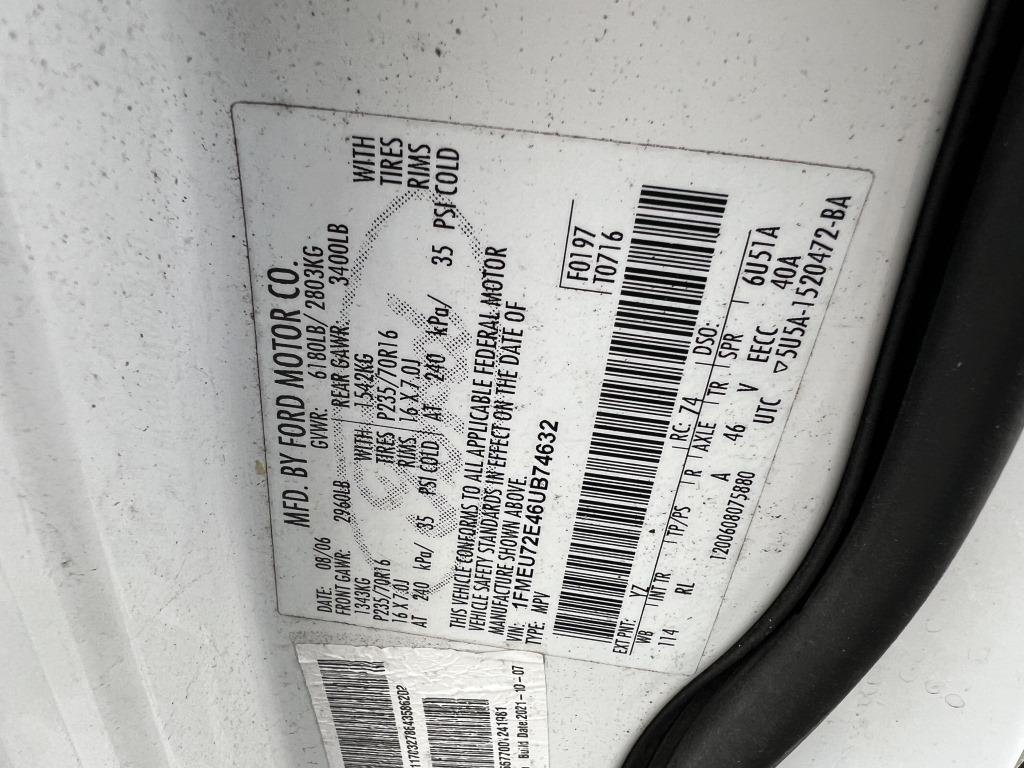 MFD. BY FORD MOTOR CO.
DATE: 08/06 GVWR: 6180LB/ 2803KG
FRONT GAWR: 2960LB REAR GAWR: 3400LB
1343KG WITH 1542KG WITH
P235/70R16 TIRES P235/70R16 TIRES
16 X 7.0J RIMS 16 X 7.0J RIMS
AT 240 kPa/ 35 PSI COLD AT 240 kPa/ 35 PSI COLD
THIS VEHICLE CONFORMS TO ALL APPLICABLE FEDERAL MOTOR
VEHICLE SAFETY STANDARDS IN EFFECT ON THE DATE OF
MANUFACTURE SHOWN ABOVE.
VIN: 1FMEU72E46UB74632 F0197
TYPE: MPV T0716
EXT PNT: YZ RC: 74 DSO:
WB INT TR TP/PS R AXLE TR SPR 6U51A
114 RL A 46 V EECC 40A
UTC ▽5U5A-1520472-BA
1200608075880
Build Date:2021-10-07